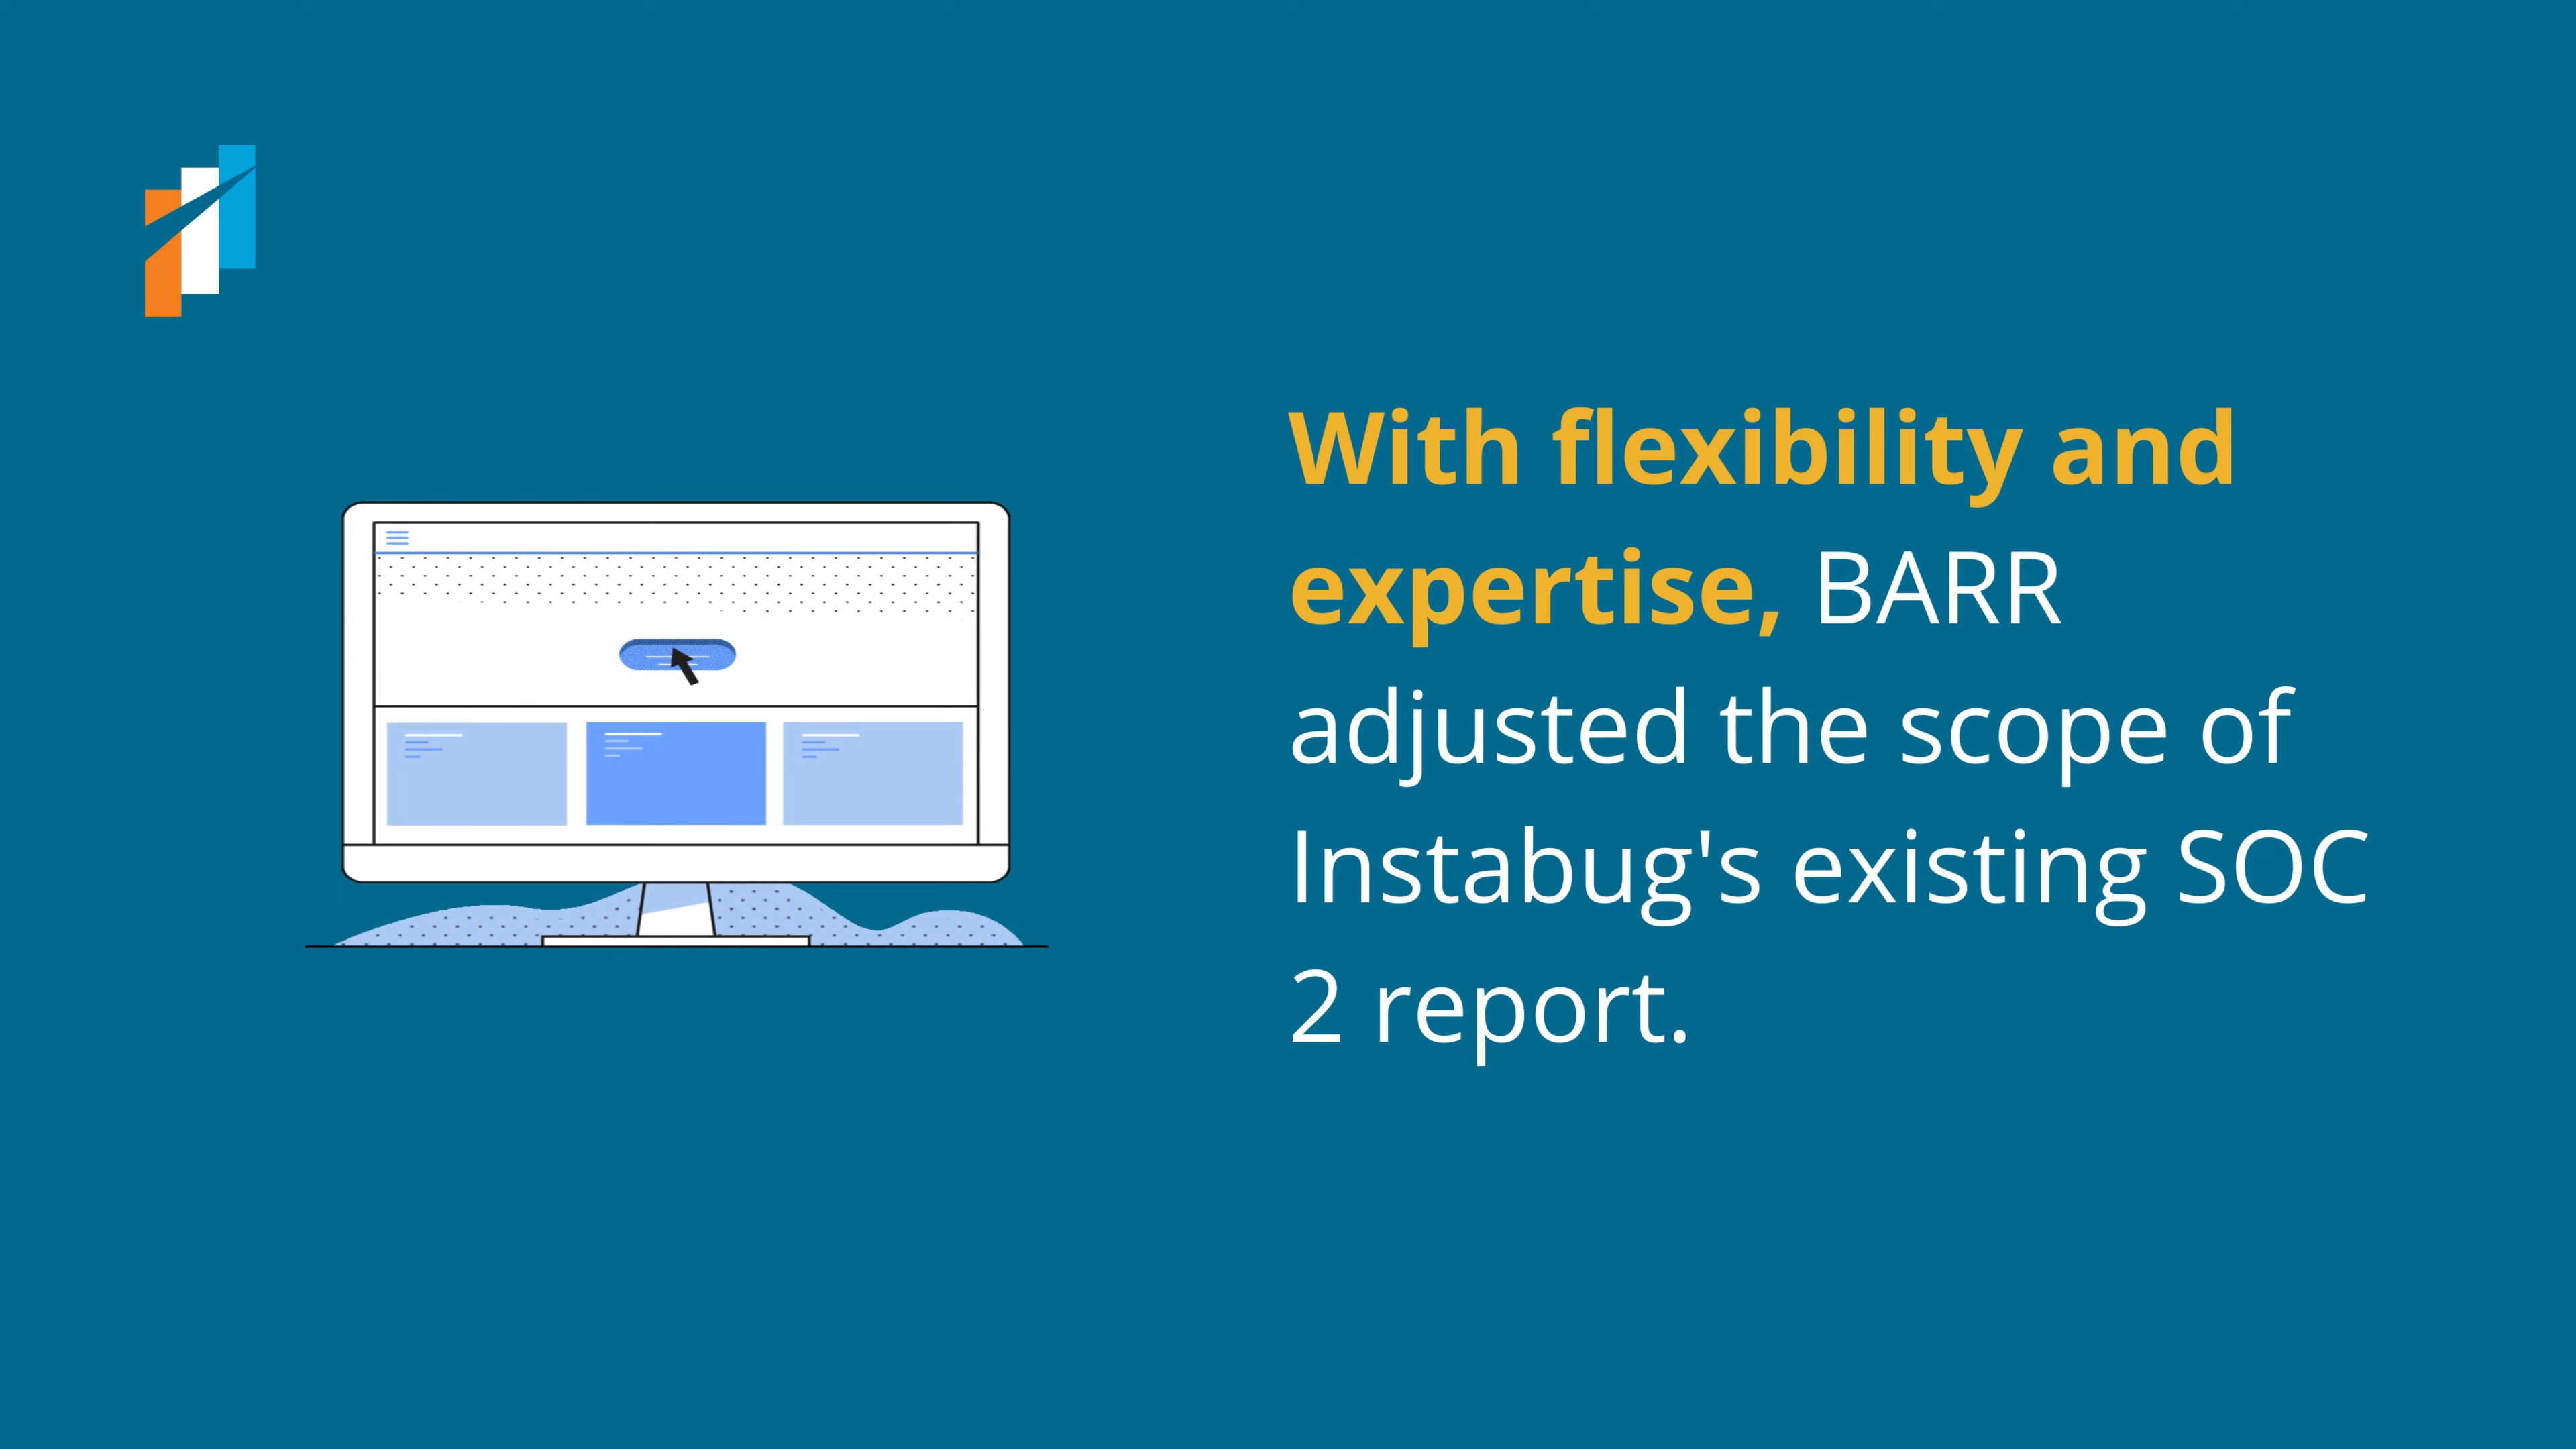 With flexibility and
expertise, BARR
adjusted the scope of
Instabug's existing SOC
2 report.